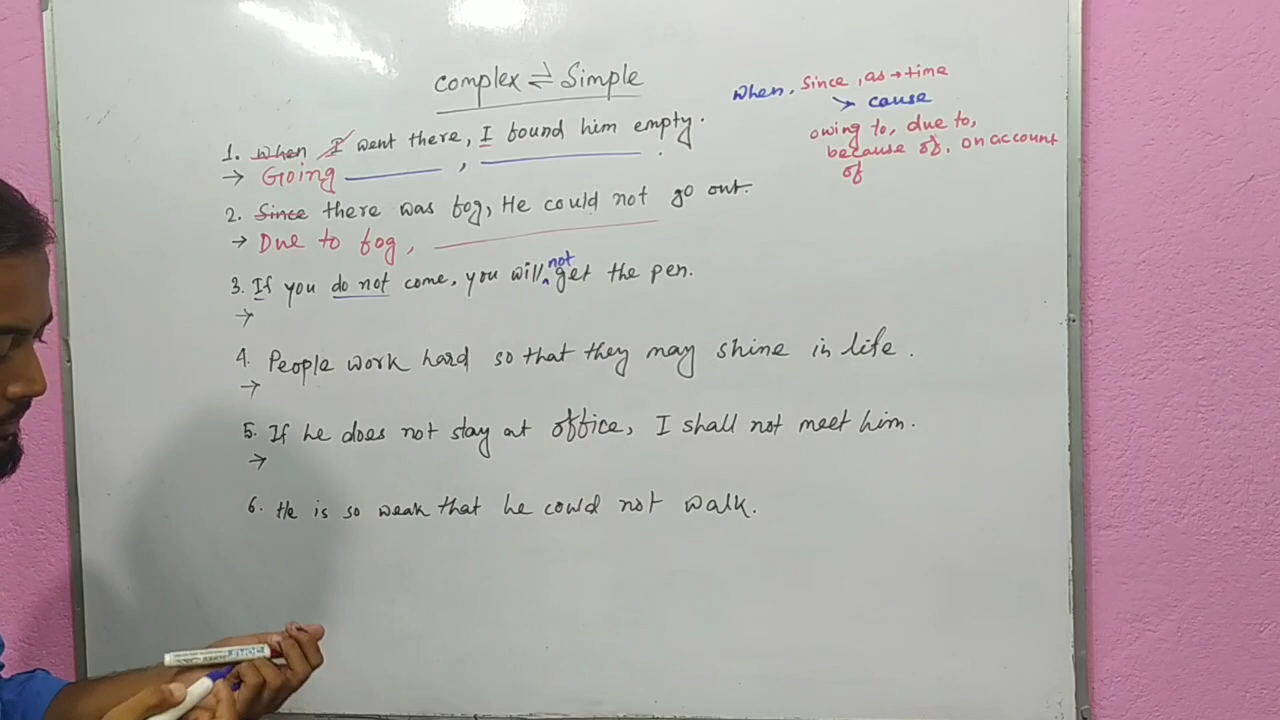 complex ⇌ Simple
when, Since, as → time
↘ cause
owing to, due to,
because of, on account
of
1. When I went there, I found him empty.
→ Going ______, ______.
2. Since there was fog, He could not go out.
→ Due to fog, ______
3. If you do not come, you will not get the pen.
→
4. People work hard so that they may shine in life.
→
5. If he does not stay at office, I shall not meet him.
→
6. He is so weak that he could not walk.